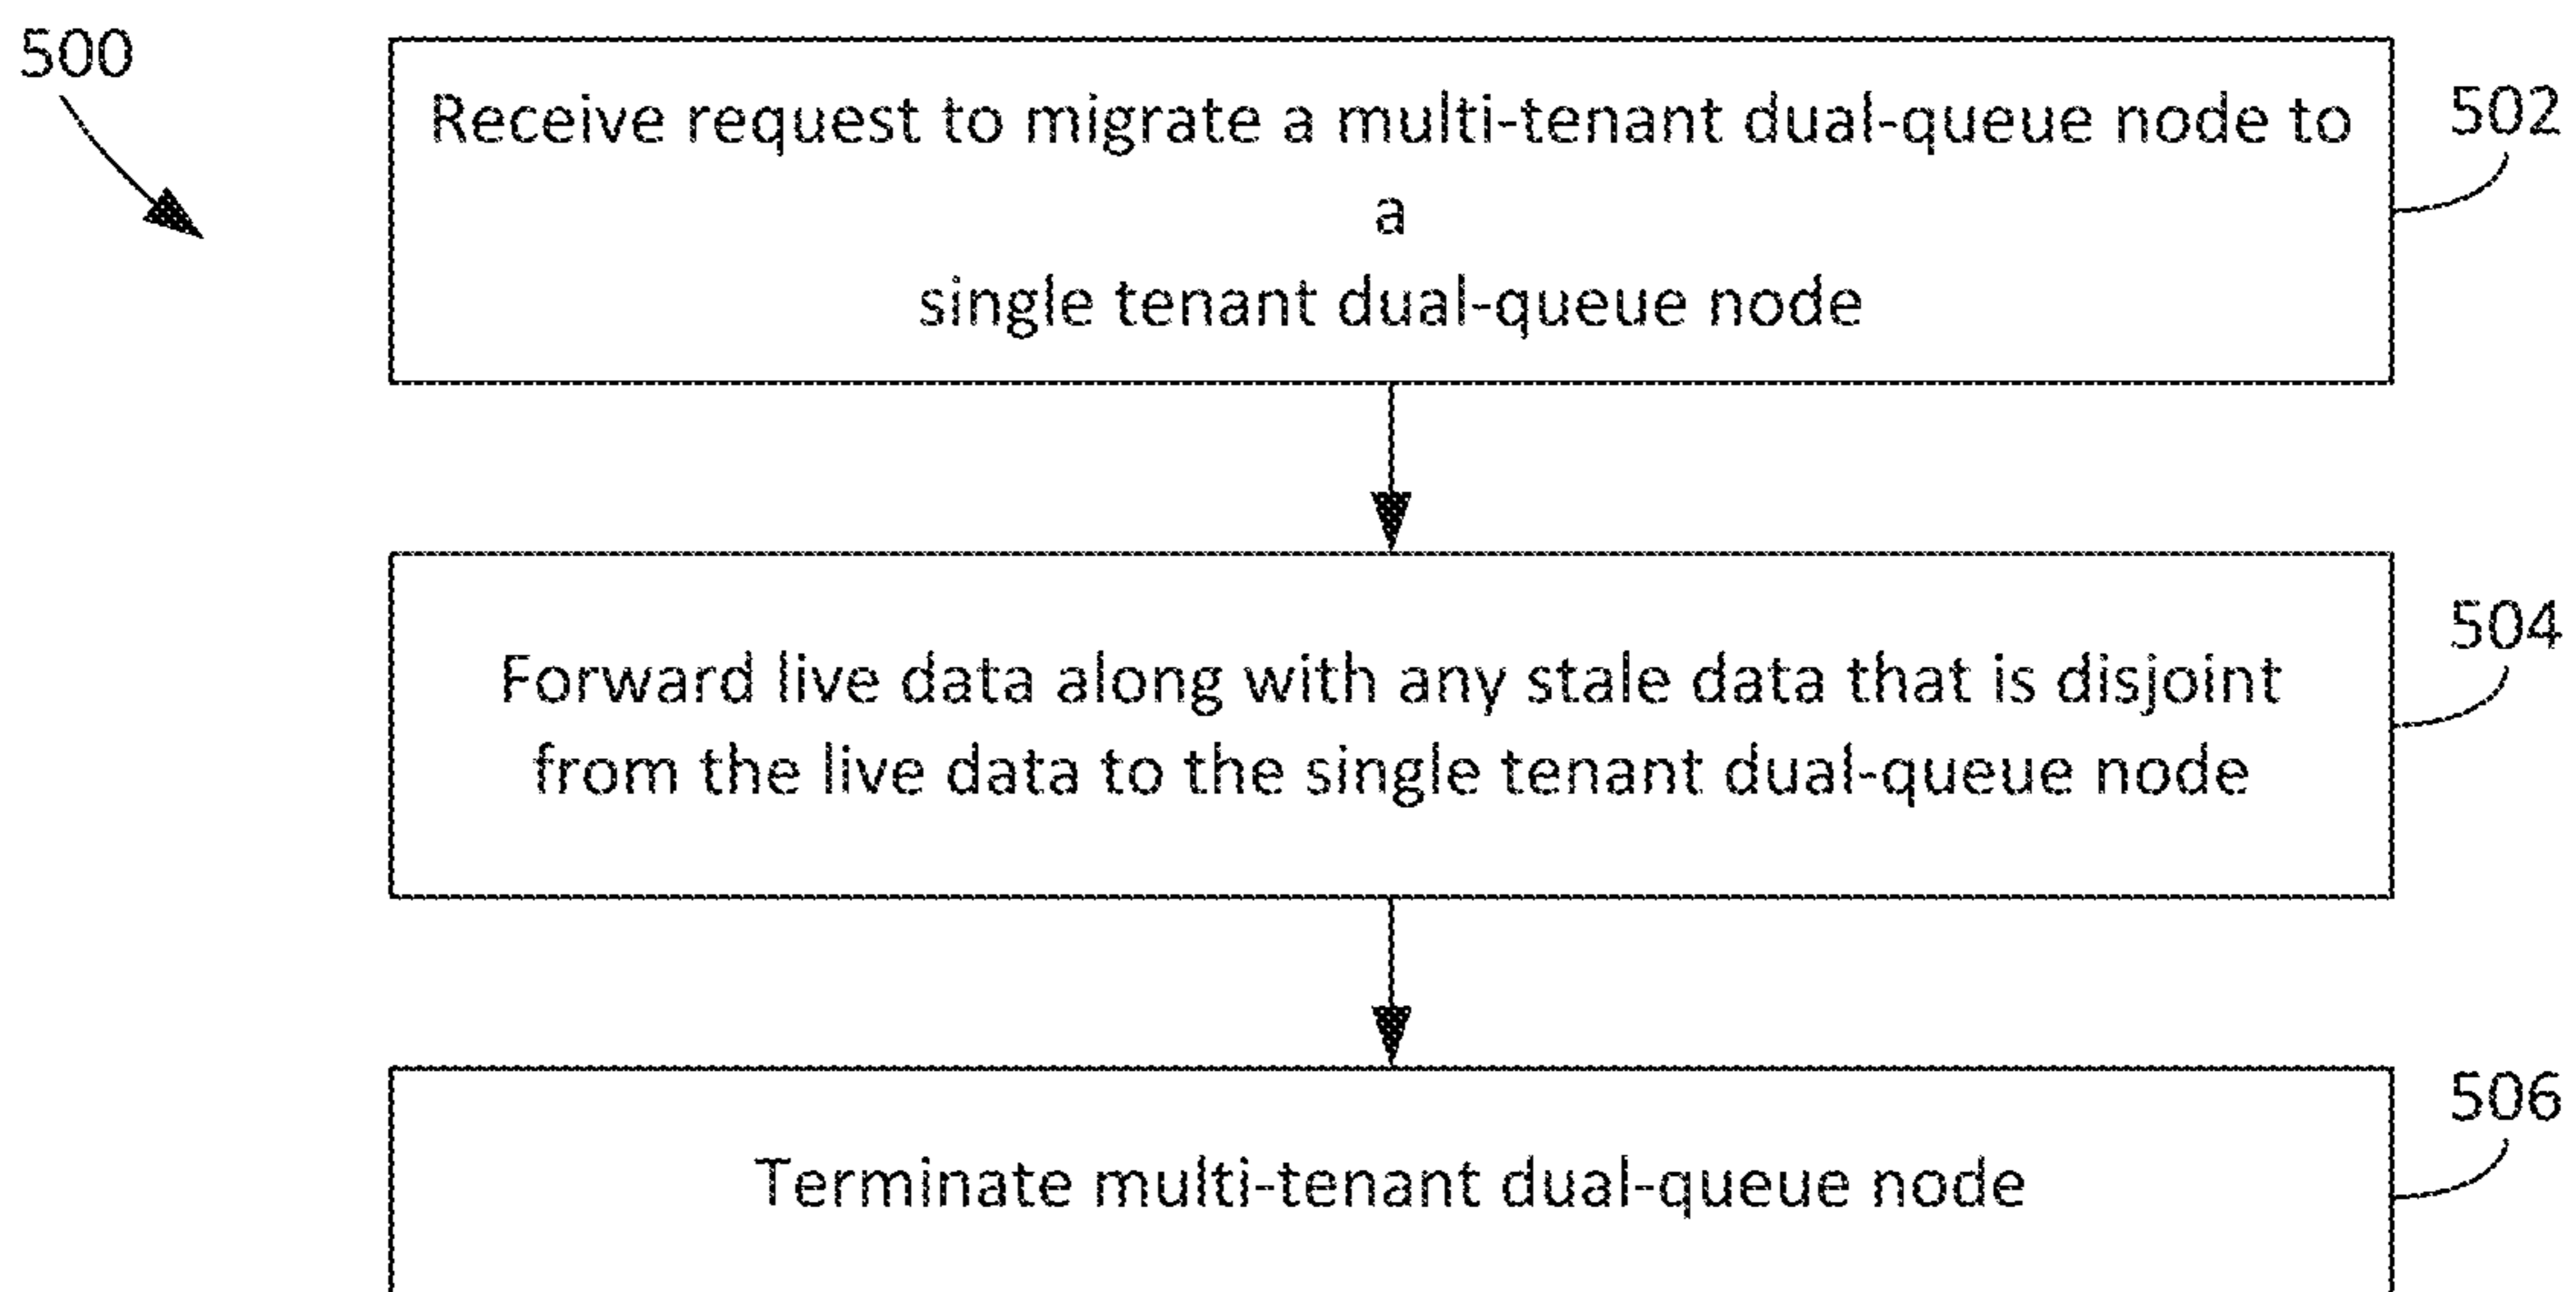 500
Receive request to migrate a multi-tenant dual-queue node to
a
single tenant dual-queue node
502
Forward live data along with any stale data that is disjoint
from the live data to the single tenant dual-queue node
504
Terminate multi-tenant dual-queue node
506